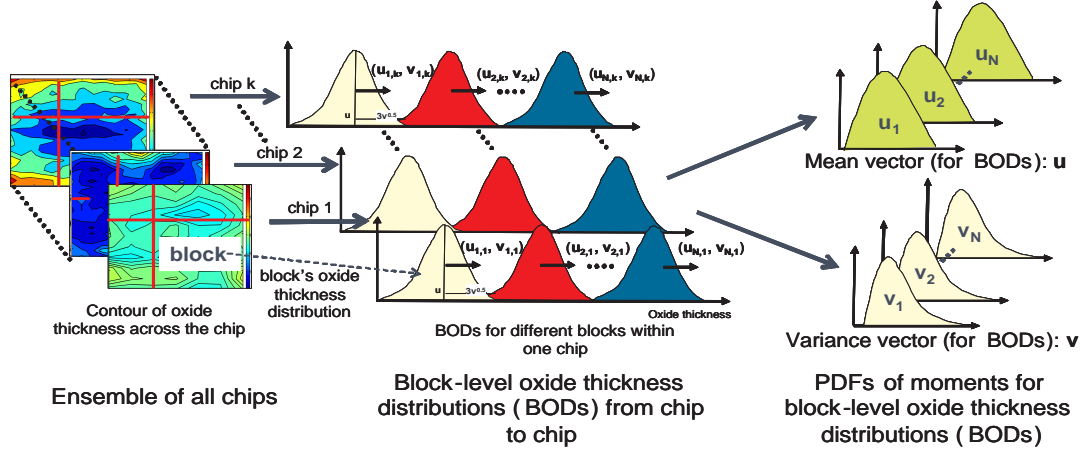 chip k
chip 2
chip 1
block
block's oxide
thickness
distribution
Contour of oxide
thickness across the chip
Ensemble of all chips
(u1,k, v1,k)
(u2,k, v2,k)
(uN,k, vN,k)
u
3v0.5
(u1,1, v1,1)
(u2,1, v2,1)
(uN,1, vN,1)
u
3v0.5
Oxide thickness
BODs for different blocks within
one chip
Block-level oxide thickness
distributions (BODs) from chip
to chip
u1
u2
uN
Mean vector (for BODs): u
v1
v2
vN
Variance vector (for BODs): v
PDFs of moments for
block-level oxide thickness
distributions (BODs)